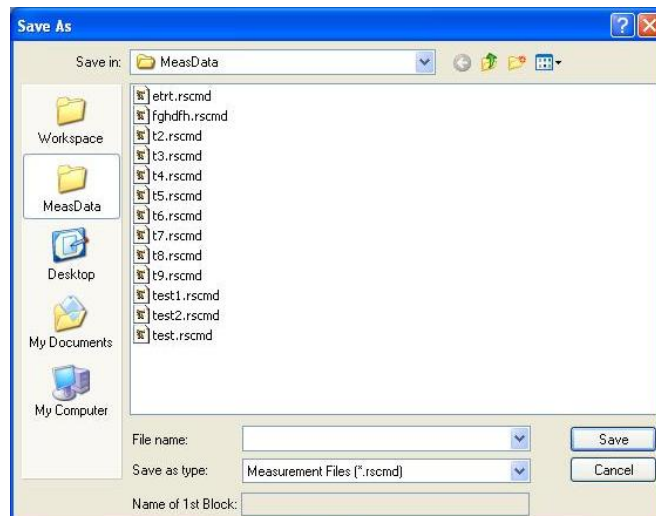 Save As
Save in: MeasData
Workspace
MeasData
Desktop
My Documents
My Computer
etrt.rscmd
fghdfh.rscmd
t2.rscmd
t3.rscmd
t4.rscmd
t5.rscmd
t6.rscmd
t7.rscmd
t8.rscmd
t9.rscmd
test1.rscmd
test2.rscmd
test.rscmd
File name:
Save
Save as type: Measurement Files (*.rscmd)
Cancel
Name of 1st Block: